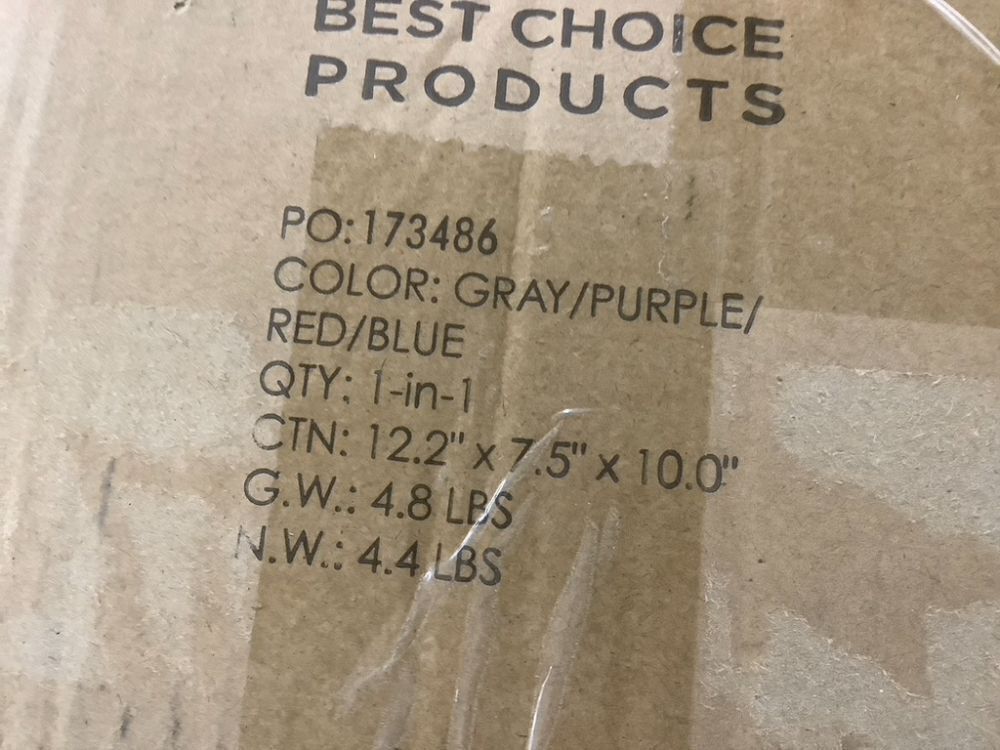 BEST CHOICE
PRODUCTS
PO: 173486
COLOR: GRAY/PURPLE/
RED/BLUE
QTY: 1-in-1
CTN: 12.2" x 7.5" x 10.0"
G.W.: 4.8 LBS
N.W.: 4.4 LBS